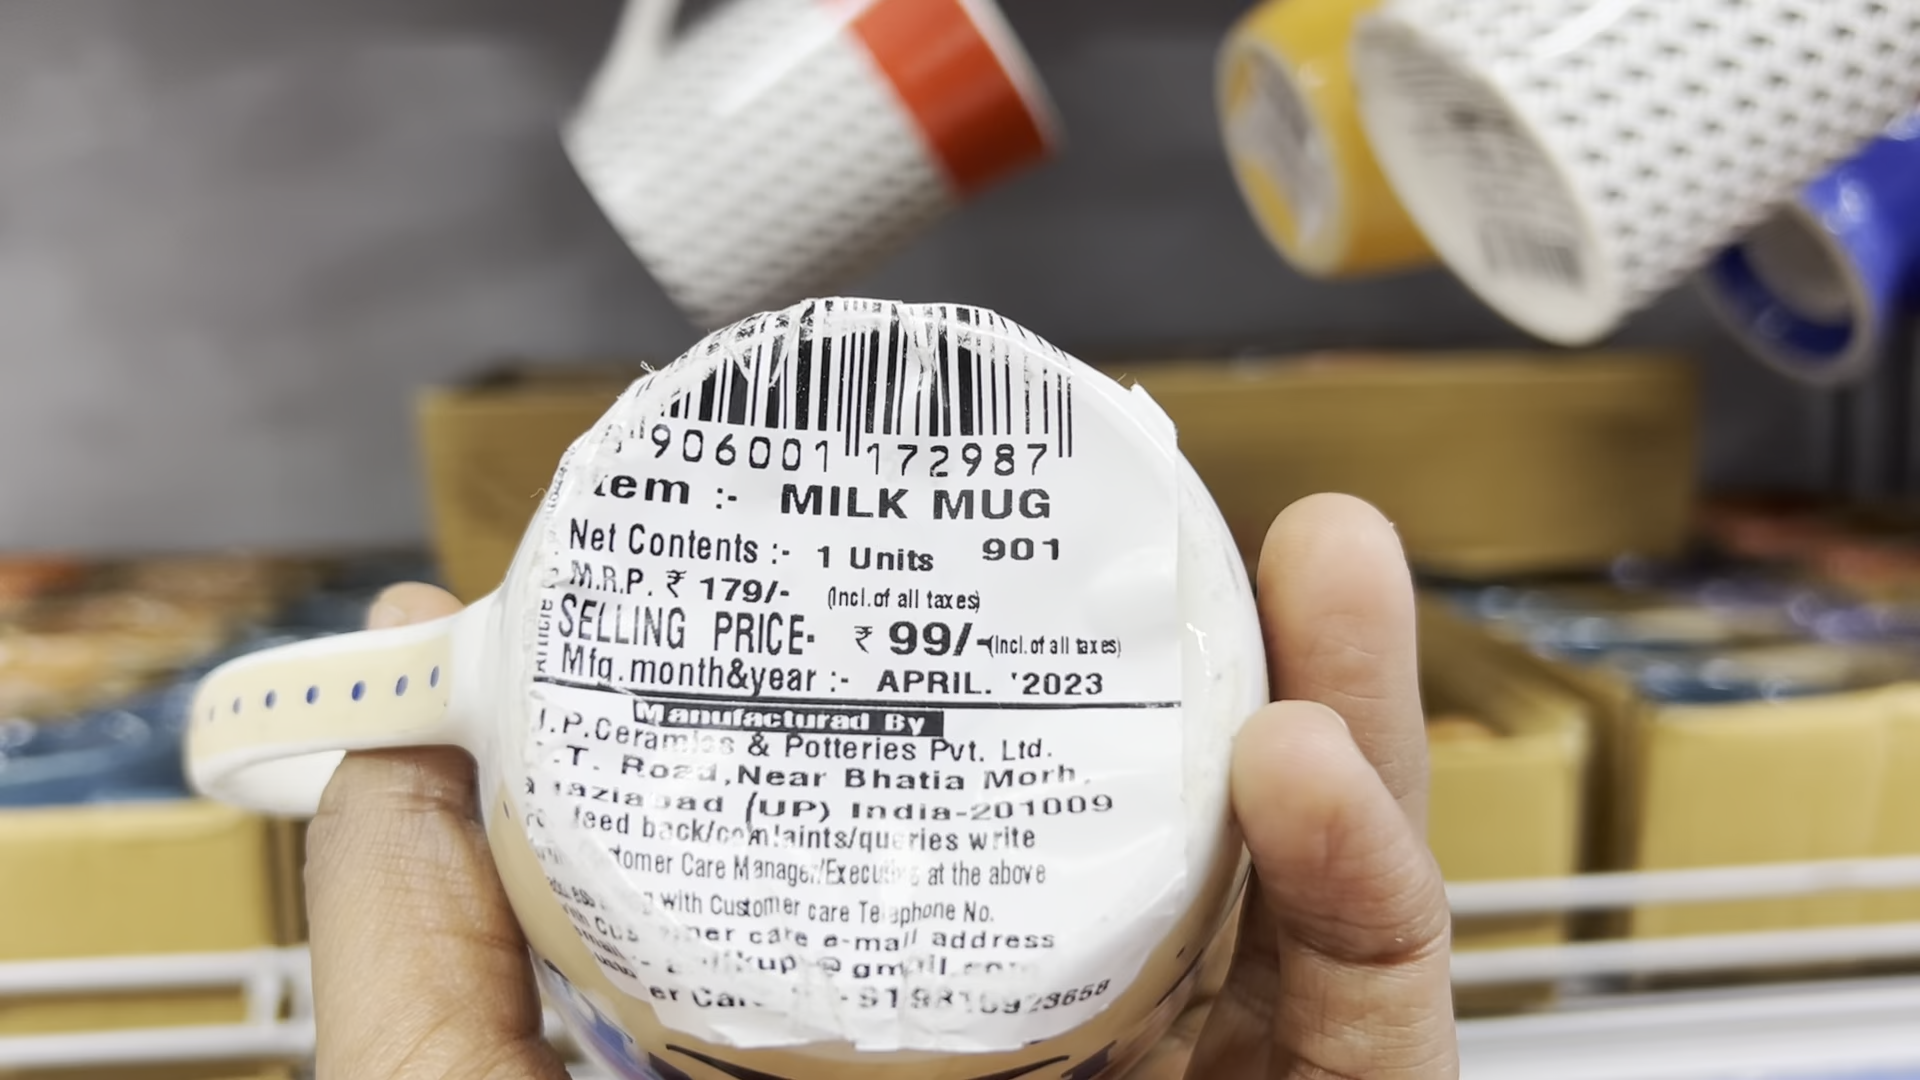 906001 172987
tem :- MILK MUG
Net Contents :- 1 Units 901
M.R.P. ₹ 179/- (Incl.of all taxes)
SELLING PRICE- ₹ 99/-(Incl. of all taxes)
Mfg.month&year :- APRIL. '2023
Manufacturad By
J.P.Ceramics & Potteries Pvt. Ltd.
.T. Road,Near Bhatia Morh,
(UP) India-201009
feed back/complaints/queries write
tomer Care Manager/Executive at the above
with Customer care Telephone No.
care e-mail address